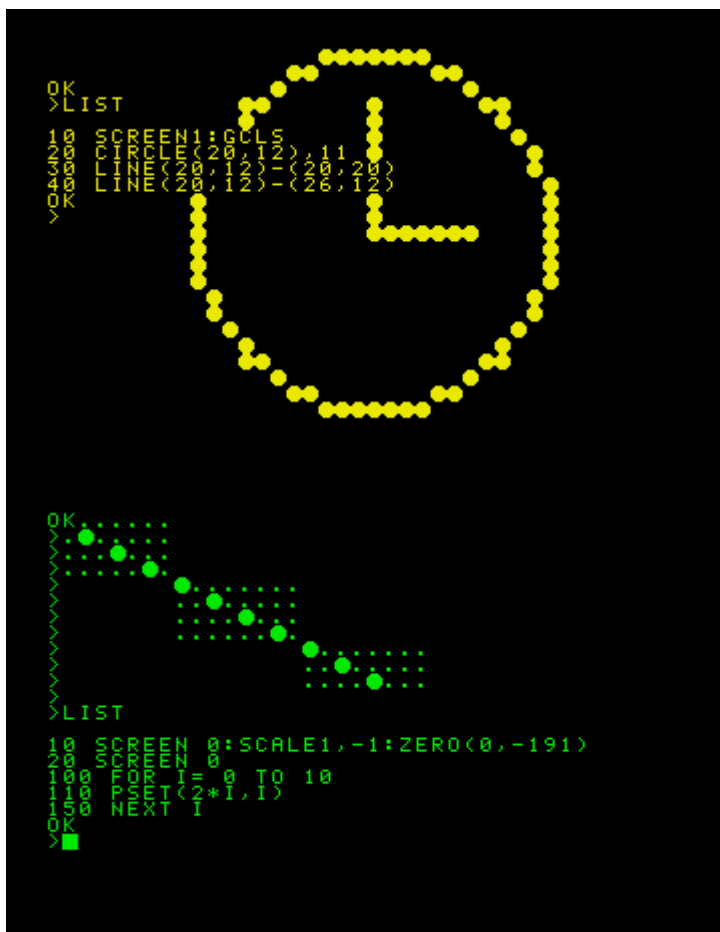 OK
>LIST
10 SCREEN1:GCLS
20 CIRCLE(20,12),11
30 LINE(20,12)-(20,20)
40 LINE(20,12)-(26,12)
OK
>
OK
>
>
>
>
>
>
>
>
>
>
>
>LIST
10 SCREEN 0:SCALE1,-1:ZERO(0,-191)
20 SCREEN 0
100 FOR I= 0 TO 10
110 PSET(2*I,I)
150 NEXT I
OK
>